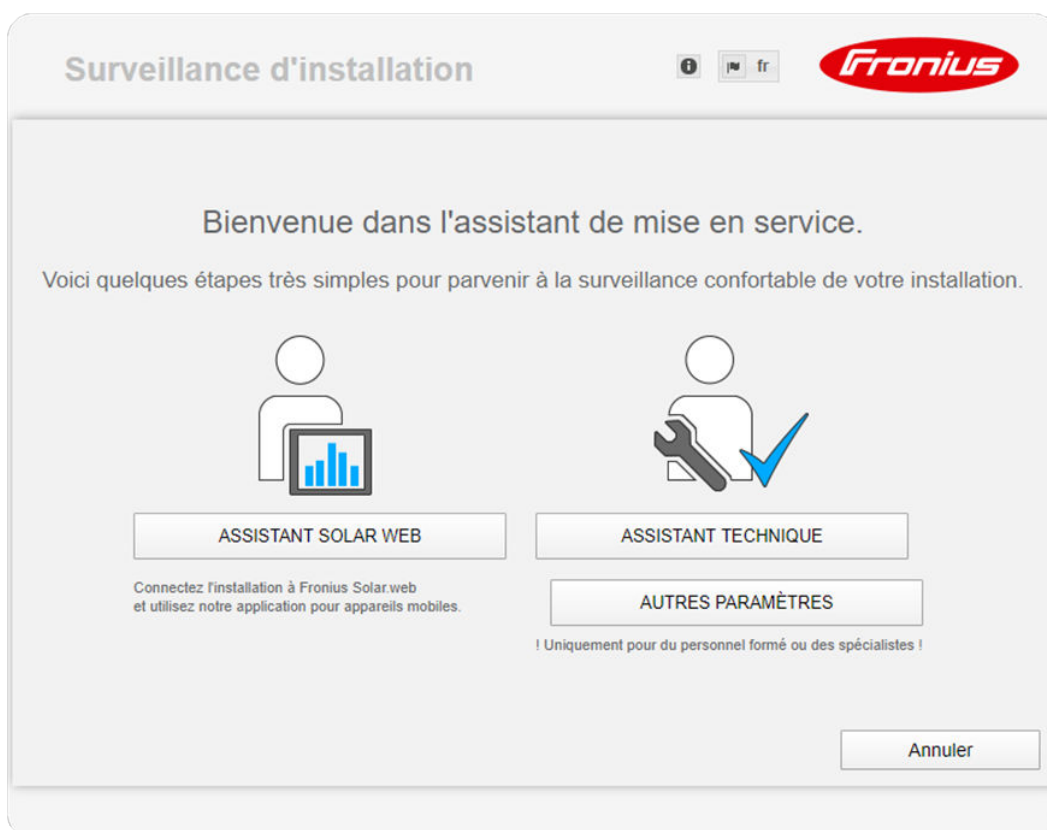 Surveillance d'installation
fr
Fronius
Bienvenue dans l'assistant de mise en service.
Voici quelques étapes très simples pour parvenir à la surveillance confortable de votre installation.
ASSISTANT SOLAR WEB
ASSISTANT TECHNIQUE
Connectez l'installation à Fronius Solar.web
et utilisez notre application pour appareils mobiles.
AUTRES PARAMÈTRES
! Uniquement pour du personnel formé ou des spécialistes !
Annuler